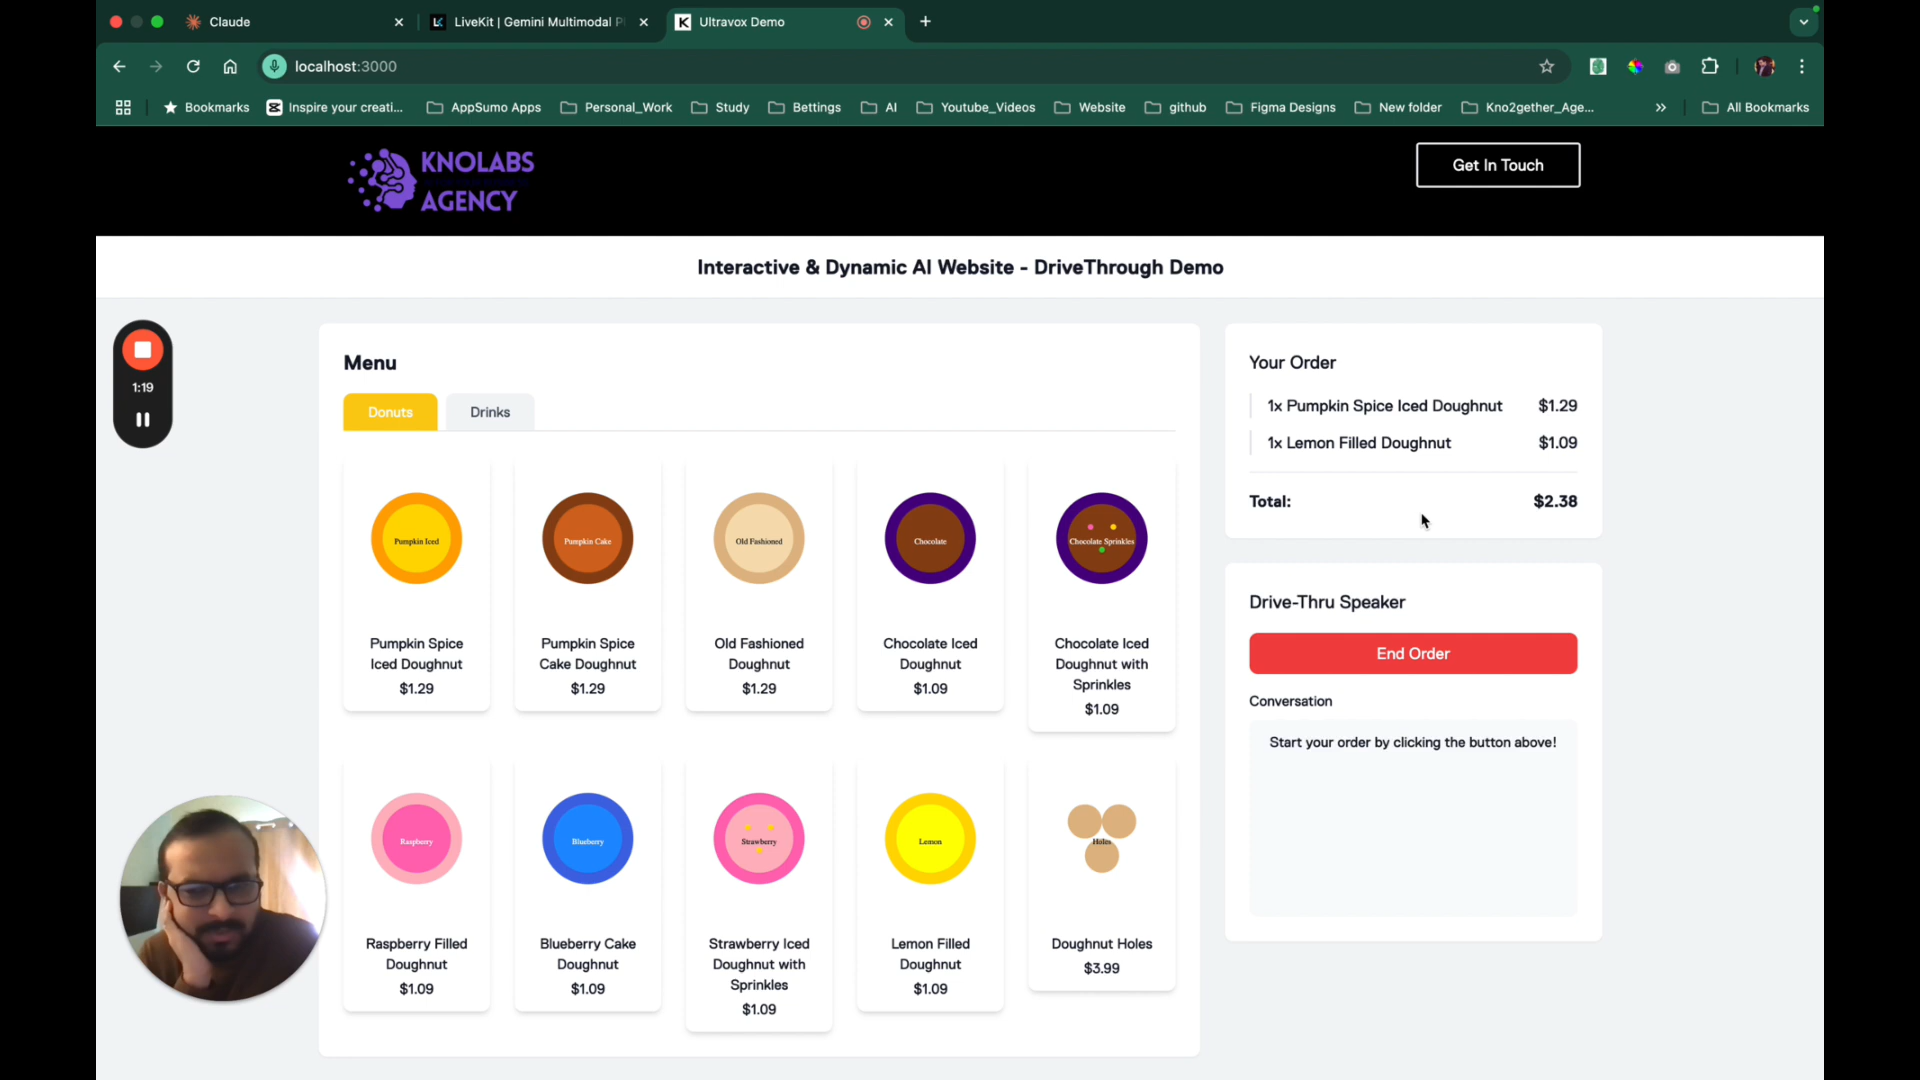 Claude
LiveKit | Gemini Multimodal P
Ultravox Demo
localhost:3000
Bookmarks
Inspire your creati...
AppSumo Apps
Personal_Work
Study
Bettings
AI
Youtube_Videos
Website
github
Figma Designs
New folder
Kno2gether_Age...
All Bookmarks
KNOLABS
AGENCY
Get In Touch
Interactive & Dynamic AI Website - DriveThrough Demo
1:19
Menu
Donuts
Drinks
Pumpkin Iced
Pumpkin Spice
Iced Doughnut
$1.29
Pumpkin Cake
Pumpkin Spice
Cake Doughnut
$1.29
Old Fashioned
Old Fashioned
Doughnut
$1.29
Chocolate
Chocolate Iced
Doughnut
$1.09
Chocolate Sprinkles
Chocolate Iced
Doughnut with
Sprinkles
$1.09
Raspberry
Raspberry Filled
Doughnut
$1.09
Blueberry
Blueberry Cake
Doughnut
$1.09
Strawberry
Strawberry Iced
Doughnut with
Sprinkles
$1.09
Lemon
Lemon Filled
Doughnut
$1.09
Holes
Doughnut Holes
$3.99
Your Order
1x Pumpkin Spice Iced Doughnut $1.29
1x Lemon Filled Doughnut $1.09
Total: $2.38
Drive-Thru Speaker
End Order
Conversation
Start your order by clicking the button above!